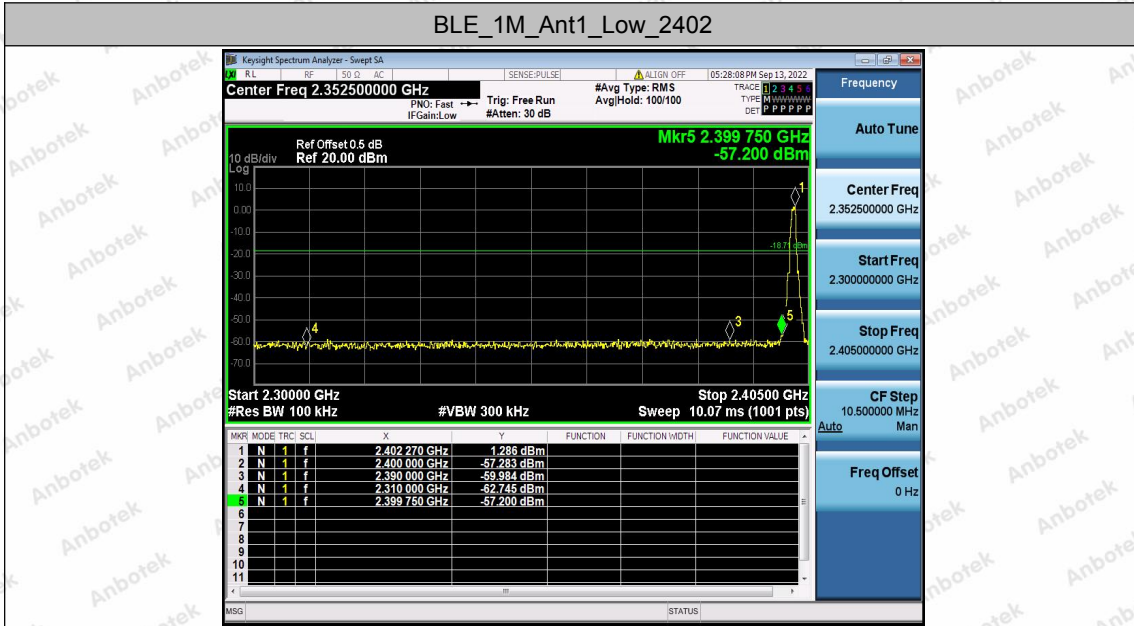 BLE_1M_Ant1_Low_2402
Keysight Spectrum Analyzer - Swept SA
RL RF 50 Ω AC SENSE:PULSE ALIGN OFF 05:28:08 PM Sep 13, 2022
Center Freq 2.352500000 GHz
PNO: Fast
IFGain:Low
Trig: Free Run
#Atten: 30 dB
#Avg Type: RMS
Avg|Hold: 100/100
TRACE 1 2 3 4 5 6
TYPE M WWWWW
DET P P P P P P
Frequency
Auto Tune
Center Freq
2.352500000 GHz
Start Freq
2.300000000 GHz
Stop Freq
2.405000000 GHz
CF Step
10.500000 MHz
Auto Man
Freq Offset
0 Hz
Mkr5 2.399 750 GHz
-57.200 dBm
Ref Offset 0.5 dB
10 dB/div Ref 20.00 dBm
Log
10.0
0.00
-10.0
-20.0
-30.0
-40.0
-50.0
-60.0
-70.0
1
-18.71 dBm
4
3
5
Start 2.30000 GHz Stop 2.40500 GHz
#Res BW 100 kHz #VBW 300 kHz Sweep 10.07 ms (1001 pts)
MKR MODE TRC SCL X Y FUNCTION FUNCTION WIDTH FUNCTION VALUE
1 N 1 f 2.402 270 GHz 1.286 dBm
2 N 1 f 2.400 000 GHz -57.283 dBm
3 N 1 f 2.390 000 GHz -59.984 dBm
4 N 1 f 2.310 000 GHz -62.745 dBm
5 N 1 f 2.399 750 GHz -57.200 dBm
6
7
8
9
10
11
MSG STATUS
Anbotek